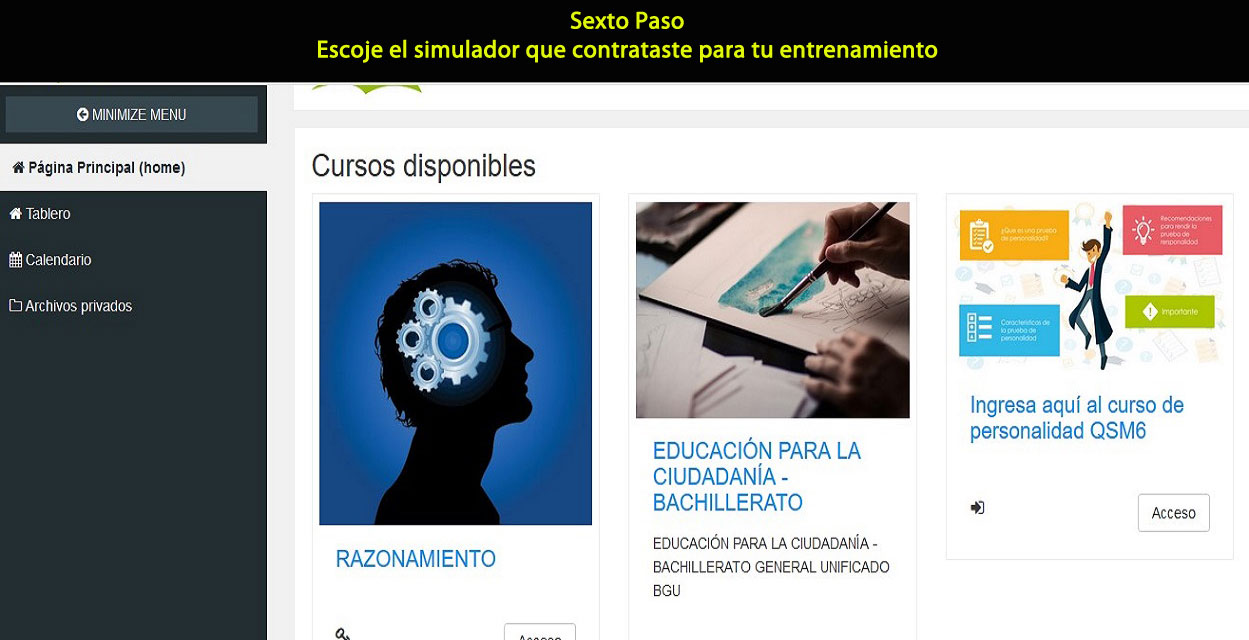 Sexto Paso
Escoje el simulador que contrataste para tu entrenamiento
MINIMIZE MENU
Página Principal (home)
Tablero
Calendario
Archivos privados
Cursos disponibles
RAZONAMIENTO
Acceso
EDUCACIÓN PARA LA
CIUDADANÍA -
BACHILLERATO
EDUCACIÓN PARA LA CIUDADANÍA -
BACHILLERATO GENERAL UNIFICADO
BGU
¿Que es una prueba
de personalidad?
Recomendaciones
para rendir la
prueba de
responalidad
Características de
la prueba de
personalidad
Importante
Ingresa aquí al curso de
personalidad QSM6
Acceso